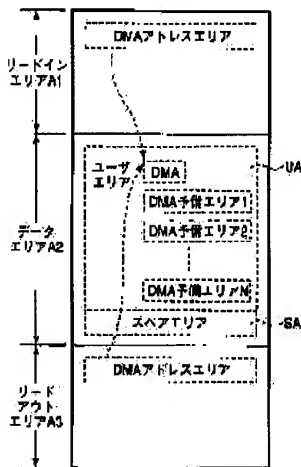 DMAアドレスエリア
リードイン
エリアA1
ユーザ
エリア
UA
DMA
DMA予備エリア1
DMA予備エリア2
データ
エリアA2
DMA予備エリアN
スペアエリア
SA
DMAアドレスエリア
リード
アウト
エリアA3